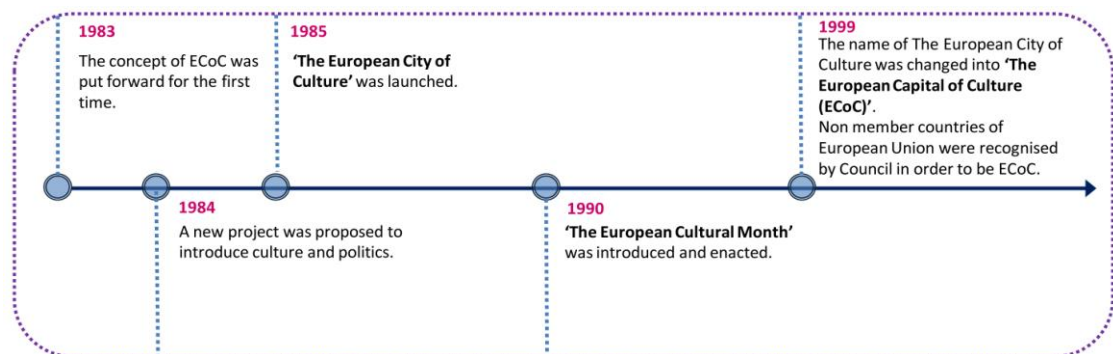 1983
The concept of ECoC was
put forward for the first
time.
1985
‘The European City of
Culture’ was launched.
1999
The name of The European City of
Culture was changed into ‘The
European Capital of Culture
(ECoC)’.
Non member countries of
European Union were recognised
by Council in order to be ECoC.
1984
A new project was proposed to
introduce culture and politics.
1990
‘The European Cultural Month’
was introduced and enacted.